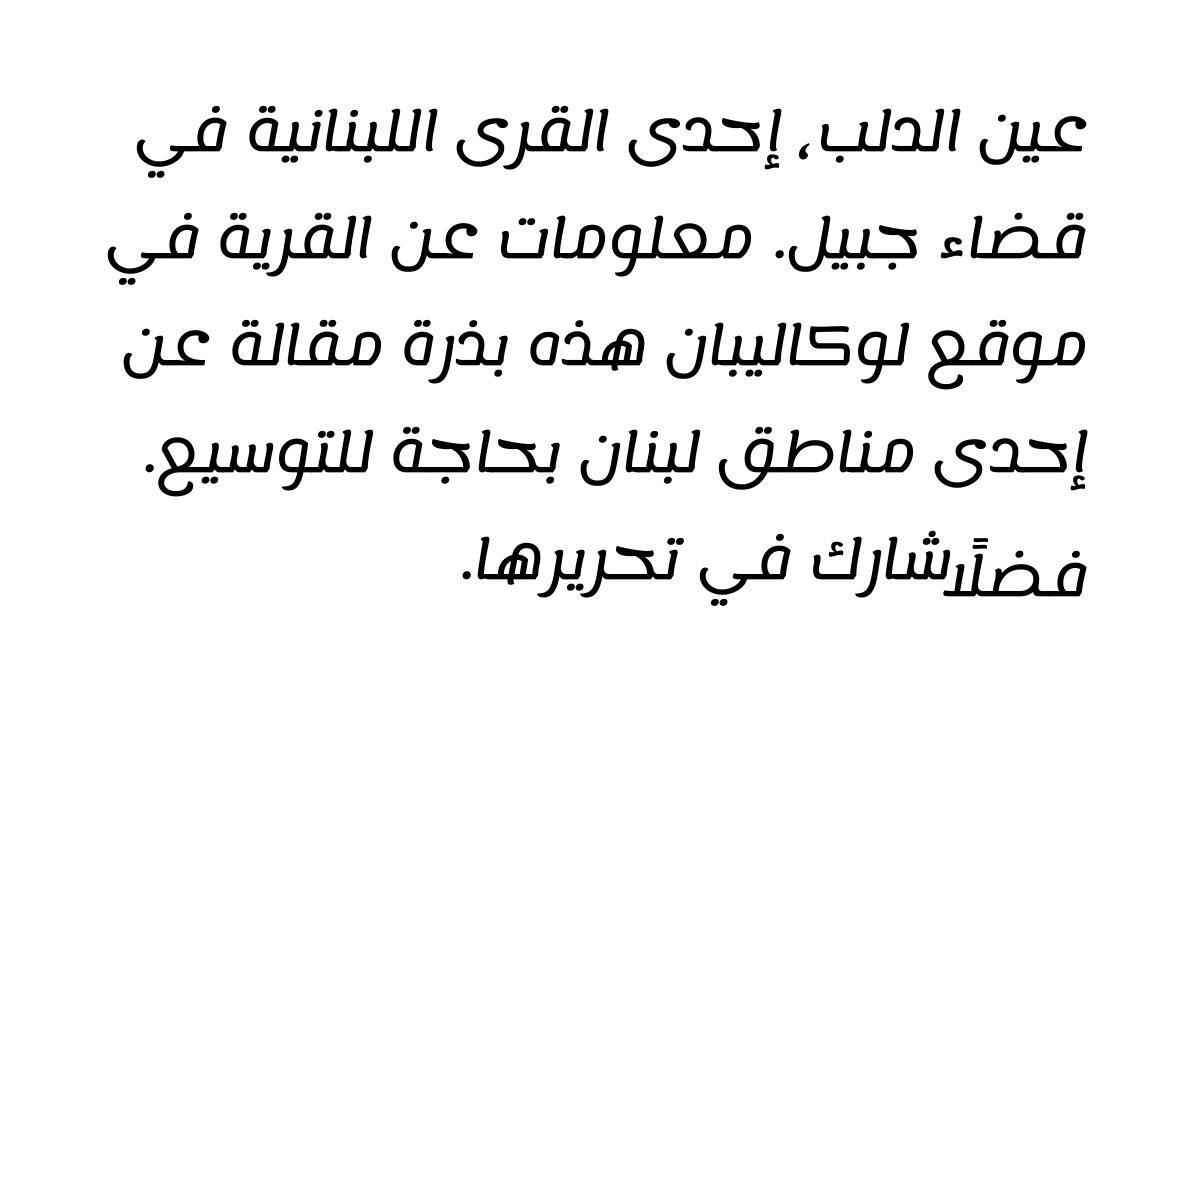 عين الدلب، إحدى القرى اللبنانية في
قضاء جبيل. معلومات عن القرية في
موقع لوكاليبان هذه بذرة مقالة عن
إحدى مناطق لبنان بحاجة للتوسيع.
فضلًا شارك في تحريرها.